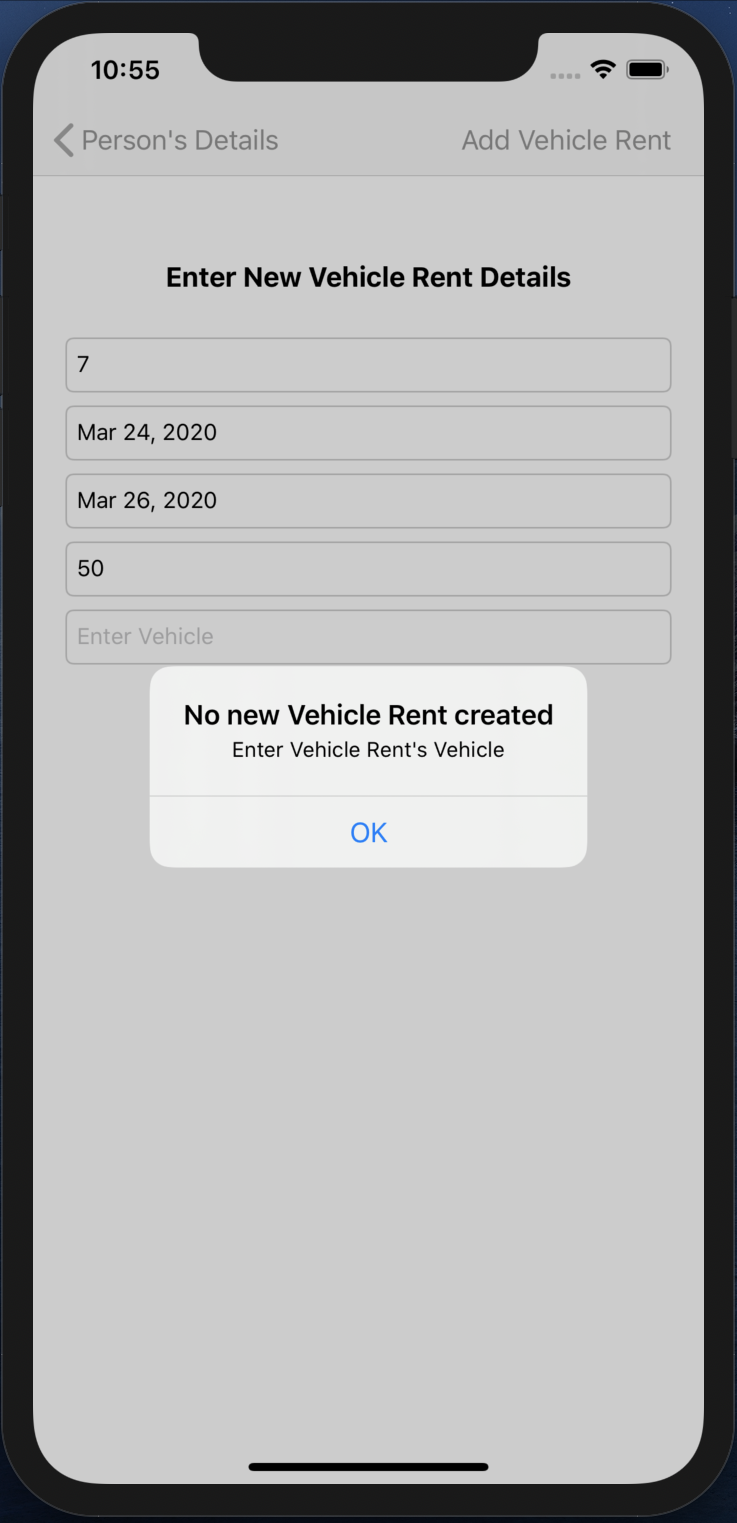 10:55
Person's Details
Add Vehicle Rent
Enter New Vehicle Rent Details
7
Mar 24, 2020
Mar 26, 2020
50
Enter Vehicle
No new Vehicle Rent created
Enter Vehicle Rent's Vehicle
OK